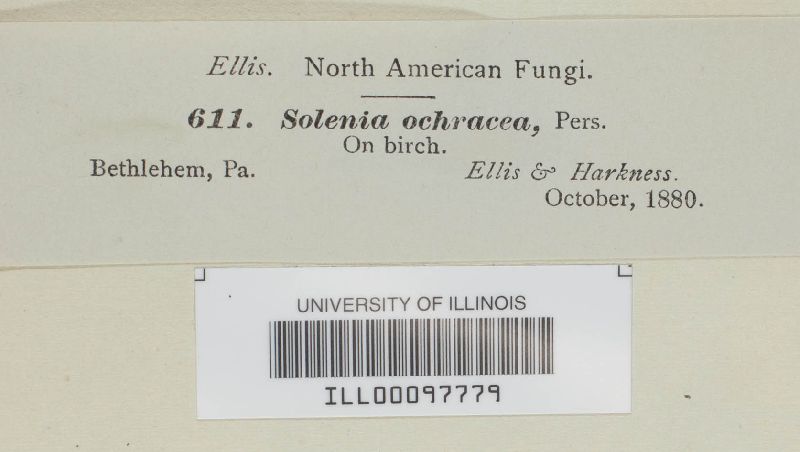 Ellis. North American Fungi.
611. Solenia ochracea, Pers.
On birch.
Bethlehem, Pa. Ellis & Harkness.
October, 1880.
UNIVERSITY OF ILLINOIS
ILL00097779